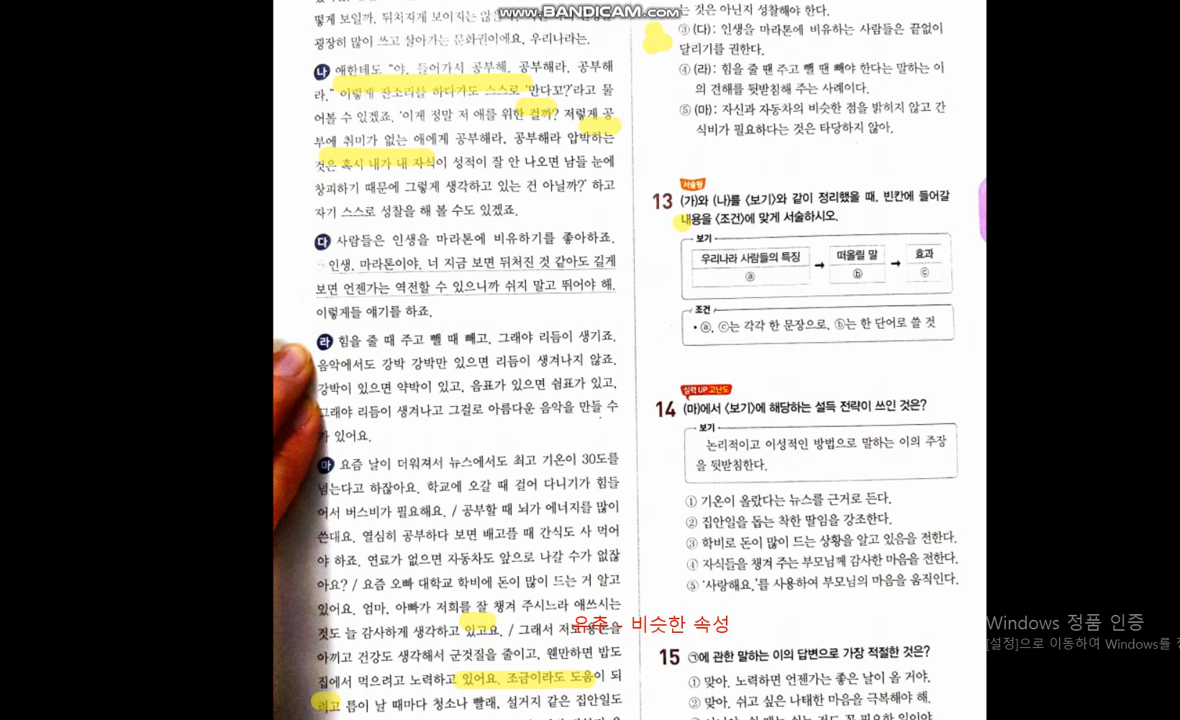 www.BANDICAM.com
떻게 보일까, 뒤처지게 보이지는 않을까?
굉장히 많이 쓰고 살아가는 문화권이에요. 우리나라는.
나 애한테도 "야, 들어가서 공부해, 공부해라, 공부해
라." 이렇게 잔소리를 하다가도 스스로 '만다꼬?'라고 물
어볼 수 있겠죠. '이게 정말 저 애를 위한 걸까? 저렇게 공
부에 취미가 없는 애에게 공부해라, 공부해라 압박하는
것은 혹시 내가 내 자식이 성적이 잘 안 나오면 남들 눈에
창피하기 때문에 그렇게 생각하고 있는 건 아닐까?' 하고
자기 스스로 성찰을 해 볼 수도 있겠죠.
다 사람들은 인생을 마라톤에 비유하기를 좋아하죠.
인생, 마라톤이야. 너 지금 보면 뒤처진 것 같아도 길게
보면 언젠가는 역전할 수 있으니까 쉬지 말고 뛰어야 해.
이렇게들 얘기를 하죠.
라 힘을 줄 때 주고 뺄 때 빼고, 그래야 리듬이 생기죠.
음악에서도 강박 강박만 있으면 리듬이 생겨나지 않죠.
강박이 있으면 약박이 있고, 음표가 있으면 쉼표가 있고,
그래야 리듬이 생겨나고 그걸로 아름다운 음악을 만들 수
가 있어요.
마 요즘 날이 더워져서 뉴스에서도 최고 기온이 30도를
넘는다고 하잖아요. 학교에 오갈 때 걸어 다니기가 힘들
어서 버스비가 필요해요. / 공부할 때 뇌가 에너지를 많이
쓴대요. 열심히 공부하다 보면 배고플 때 간식도 사 먹어
야 하죠. 연료가 없으면 자동차도 앞으로 나갈 수가 없잖
아요? / 요즘 오빠 대학교 학비에 돈이 많이 드는 거 알고
있어요. 엄마, 아빠가 저희를 잘 챙겨 주시느라 애쓰시는
것도 늘 감사하게 생각하고 있고요. / 그래서 저도 용돈을
아끼고 건강도 생각해서 군것질을 줄이고, 웬만하면 밥도
집에서 먹으려고 노력하고 있어요. 조금이라도 도움이 되
려고 틈이 날 때마다 청소나 빨래, 설거지 같은 집안일도
는 것은 아닌지 성찰해야 한다.
③ (다): 인생을 마라톤에 비유하는 사람들은 끝없이
달리기를 권한다.
④ (라): 힘을 줄 땐 주고 뺄 땐 빼야 한다는 말하는 이
의 견해를 뒷받침해 주는 사례이다.
⑤ (마): 자신과 자동차의 비슷한 점을 밝히지 않고 간
식비가 필요하다는 것은 타당하지 않아.
서술형
13 (가)와 (나)를 <보기>와 같이 정리했을 때, 빈칸에 들어갈
내용을 <조건>에 맞게 서술하시오.
보기
우리나라 사람들의 특징 → 떠올릴 말 → 효과
ⓐ ⓑ ⓒ
조건
• ⓐ, ⓒ는 각각 한 문장으로, ⓑ는 한 단어로 쓸 것
실력 UP 고난도
14 (마)에서 <보기>에 해당하는 설득 전략이 쓰인 것은?
보기
논리적이고 이성적인 방법으로 말하는 이의 주장
을 뒷받침한다.
① 기온이 올랐다는 뉴스를 근거로 든다.
② 집안일을 돕는 착한 딸임을 강조한다.
③ 학비로 돈이 많이 드는 상황을 알고 있음을 전한다.
④ 자식들을 챙겨 주는 부모님께 감사한 마음을 전한다.
⑤ '사랑해요.'를 사용하여 부모님의 마음을 움직인다.
유추 - 비슷한 속성
15 ㉠에 관한 말하는 이의 답변으로 가장 적절한 것은?
① 맞아. 노력하면 언젠가는 좋은 날이 올 거야.
② 맞아. 쉬고 싶은 나태한 마음을 극복해야 해.
Windows 정품 인증
[설정]으로 이동하여 Windows를